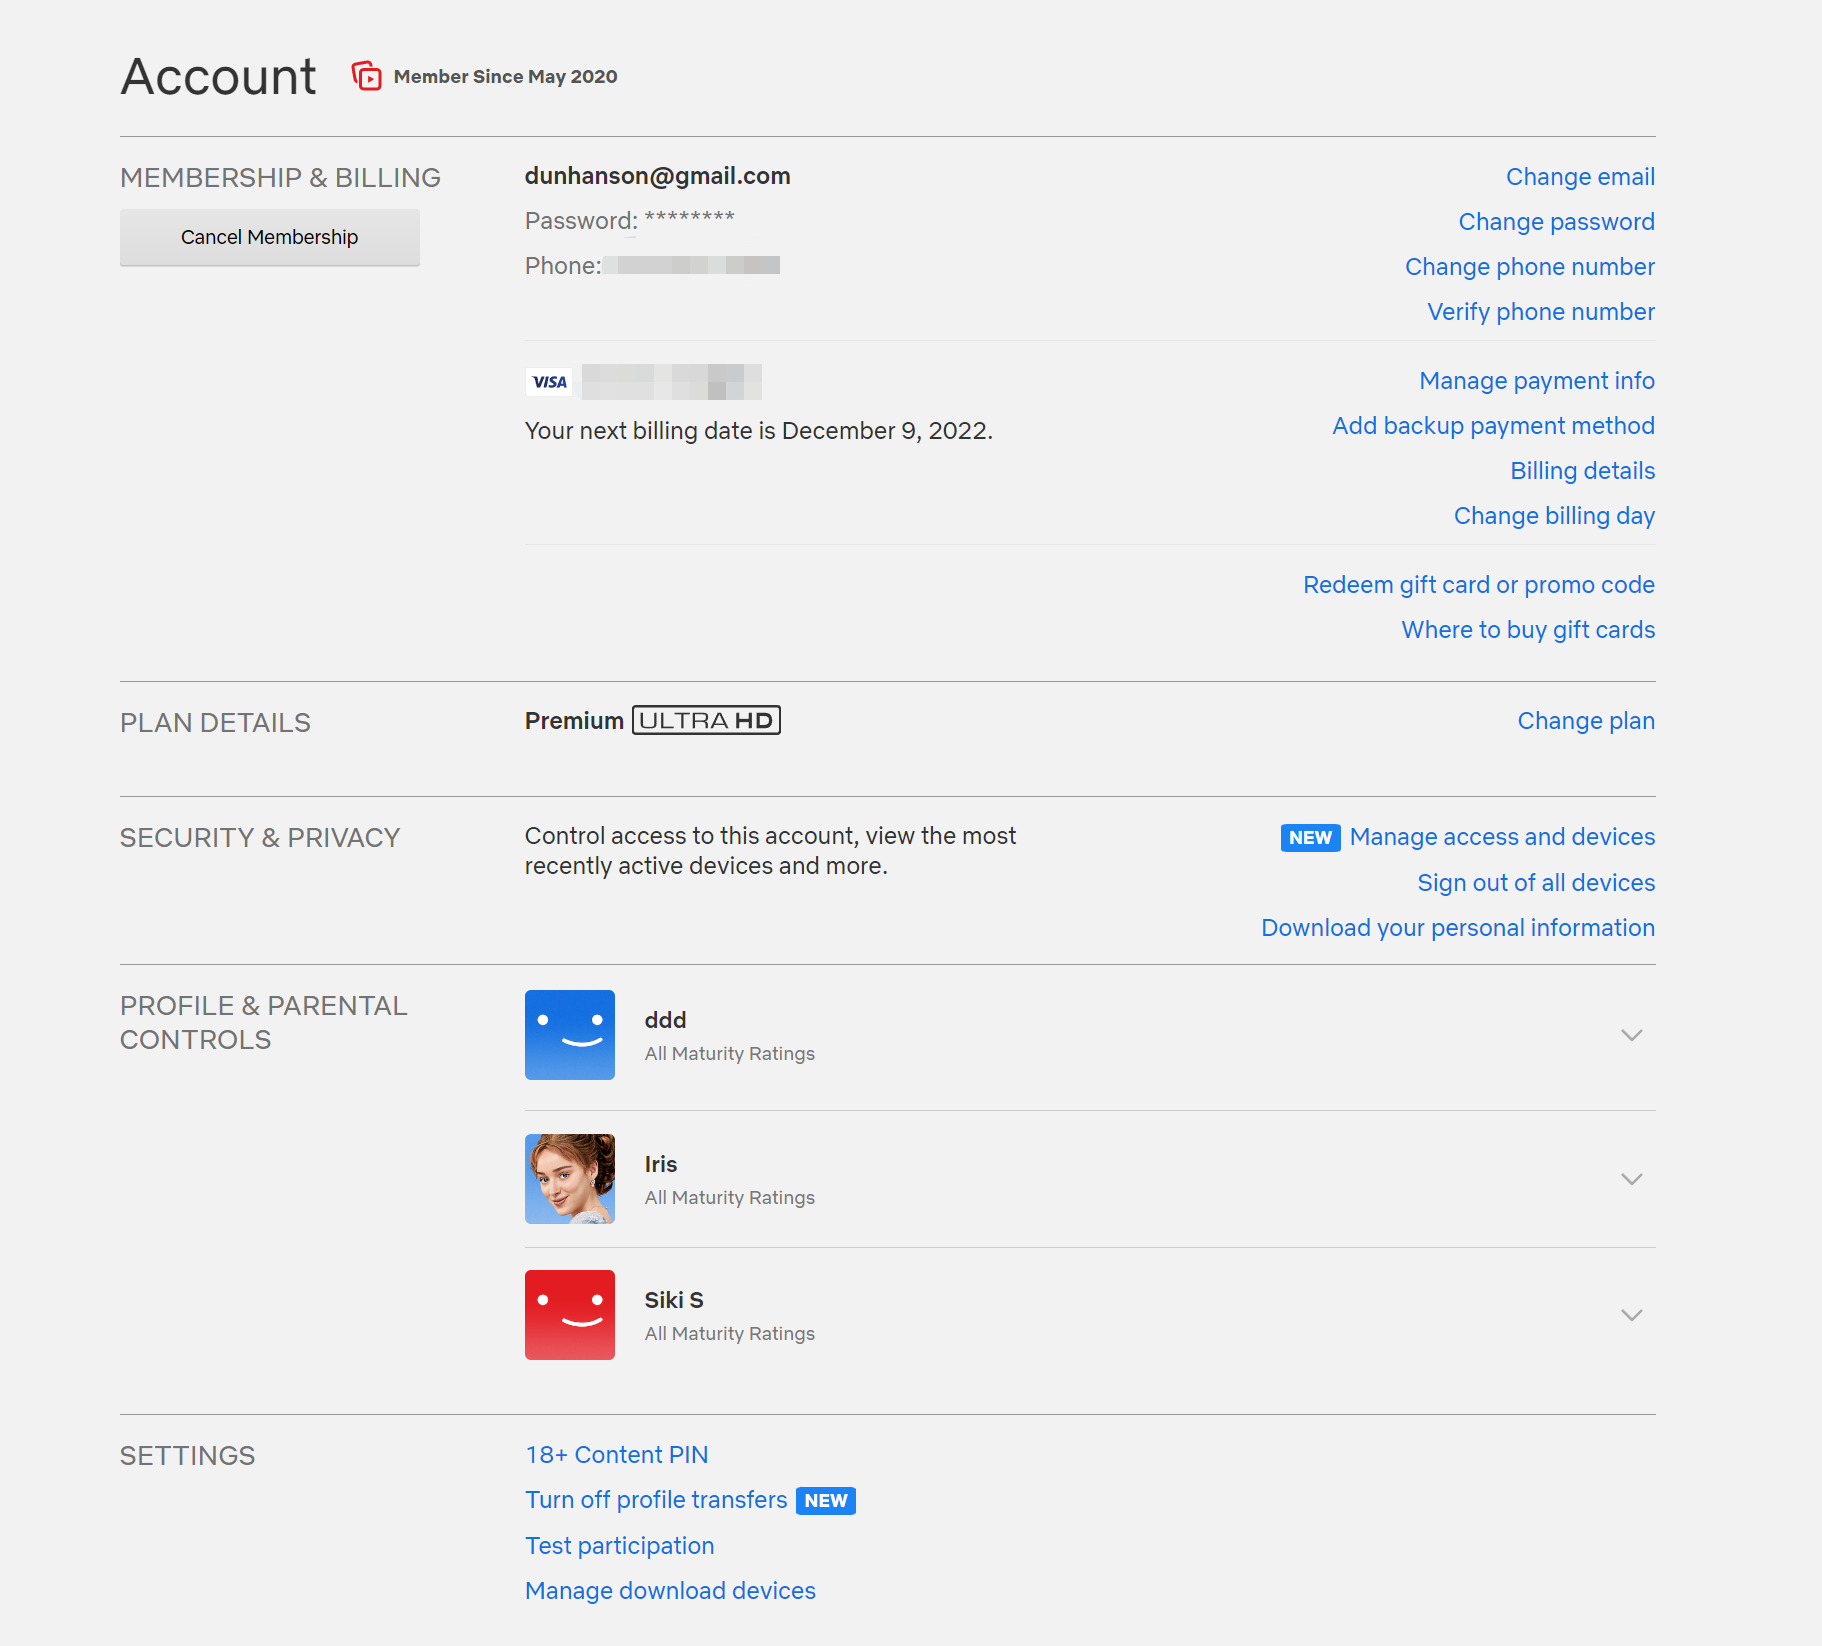 Account
Member Since May 2020
MEMBERSHIP & BILLING
Cancel Membership
dunhanson@gmail.com
Change email
Password: ********
Change password
Phone:
Change phone number
Verify phone number
VISA
Manage payment info
Your next billing date is December 9, 2022.
Add backup payment method
Billing details
Change billing day
Redeem gift card or promo code
Where to buy gift cards
PLAN DETAILS
Premium ULTRA HD
Change plan
SECURITY & PRIVACY
Control access to this account, view the most
recently active devices and more.
NEW Manage access and devices
Sign out of all devices
Download your personal information
PROFILE & PARENTAL
CONTROLS
ddd
All Maturity Ratings
Iris
All Maturity Ratings
Siki S
All Maturity Ratings
SETTINGS
18+ Content PIN
Turn off profile transfers NEW
Test participation
Manage download devices